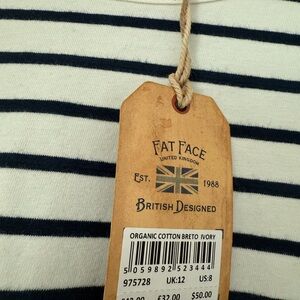 FAT FACE
UNITED KINGDOM
EST. 1988
BRITISH DESIGNED
ORGANIC COTTON BRETO IVORY
5 059892 523444
975728 UK:12 US:8
£32.00 $50.00